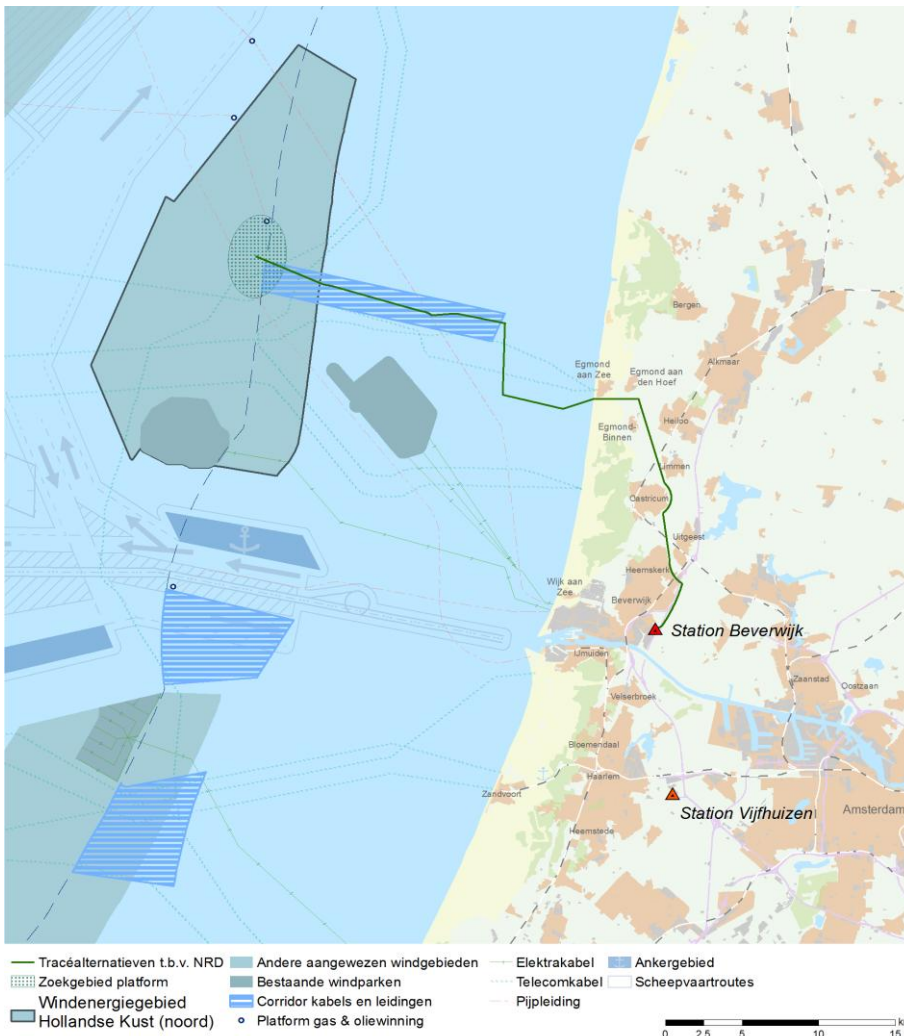 Bergen
Alkmaar
Egmond
aan Zee
Egmond aan
den Hoef
Egmond-
Binnen
Heiloo
Limmen
Castricum
Uitgeest
Heemskerk
Wijk aan
Zee
Beverwijk
Station Beverwijk
IJmuiden
Zaanstad
Oostzaan
Velserbroek
Bloemendaal
Haarlem
Zandvoort
Station Vijfhuizen
Amsterdam
Heemstede
Tracéalternatieven t.b.v. NRD
Zoekgebied platform
Windenergiegebied
Hollandse Kust (noord)
Andere aangewezen windgebieden
Bestaande windparken
Corridor kabels en leidingen
Platform gas & oliewinning
Elektrakabel
Telecomkabel
Pijpleiding
Ankergebied
Scheepvaartroutes
0 2,5 5 10 15